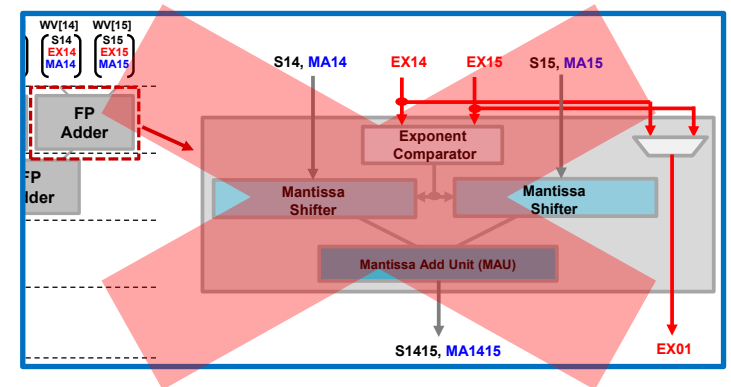 WV[14] WV[15]
S14 S15
EX14 EX15
MA14 MA15
S14, MA14 EX14 EX15 S15, MA15
FP
Adder
Exponent
Comparator
FP
dder
Mantissa
Shifter
Mantissa
Shifter
Mantissa Add Unit (MAU)
S1415, MA1415 EX01